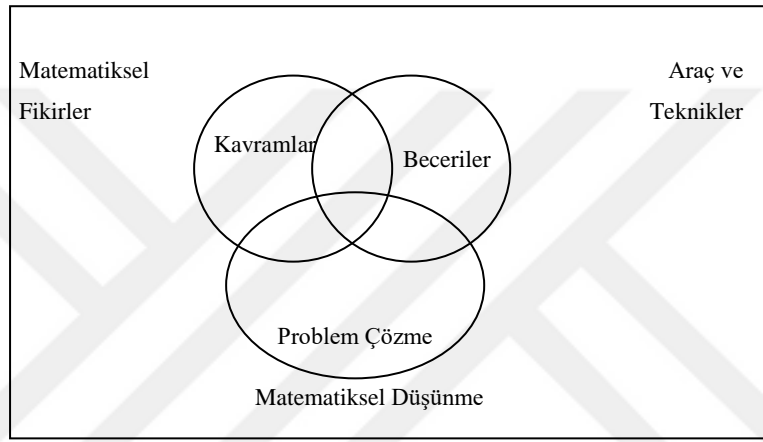 Matematiksel
Fikirler
Araç ve
Teknikler
Kavramlar
Beceriler
Problem Çözme
Matematiksel Düşünme